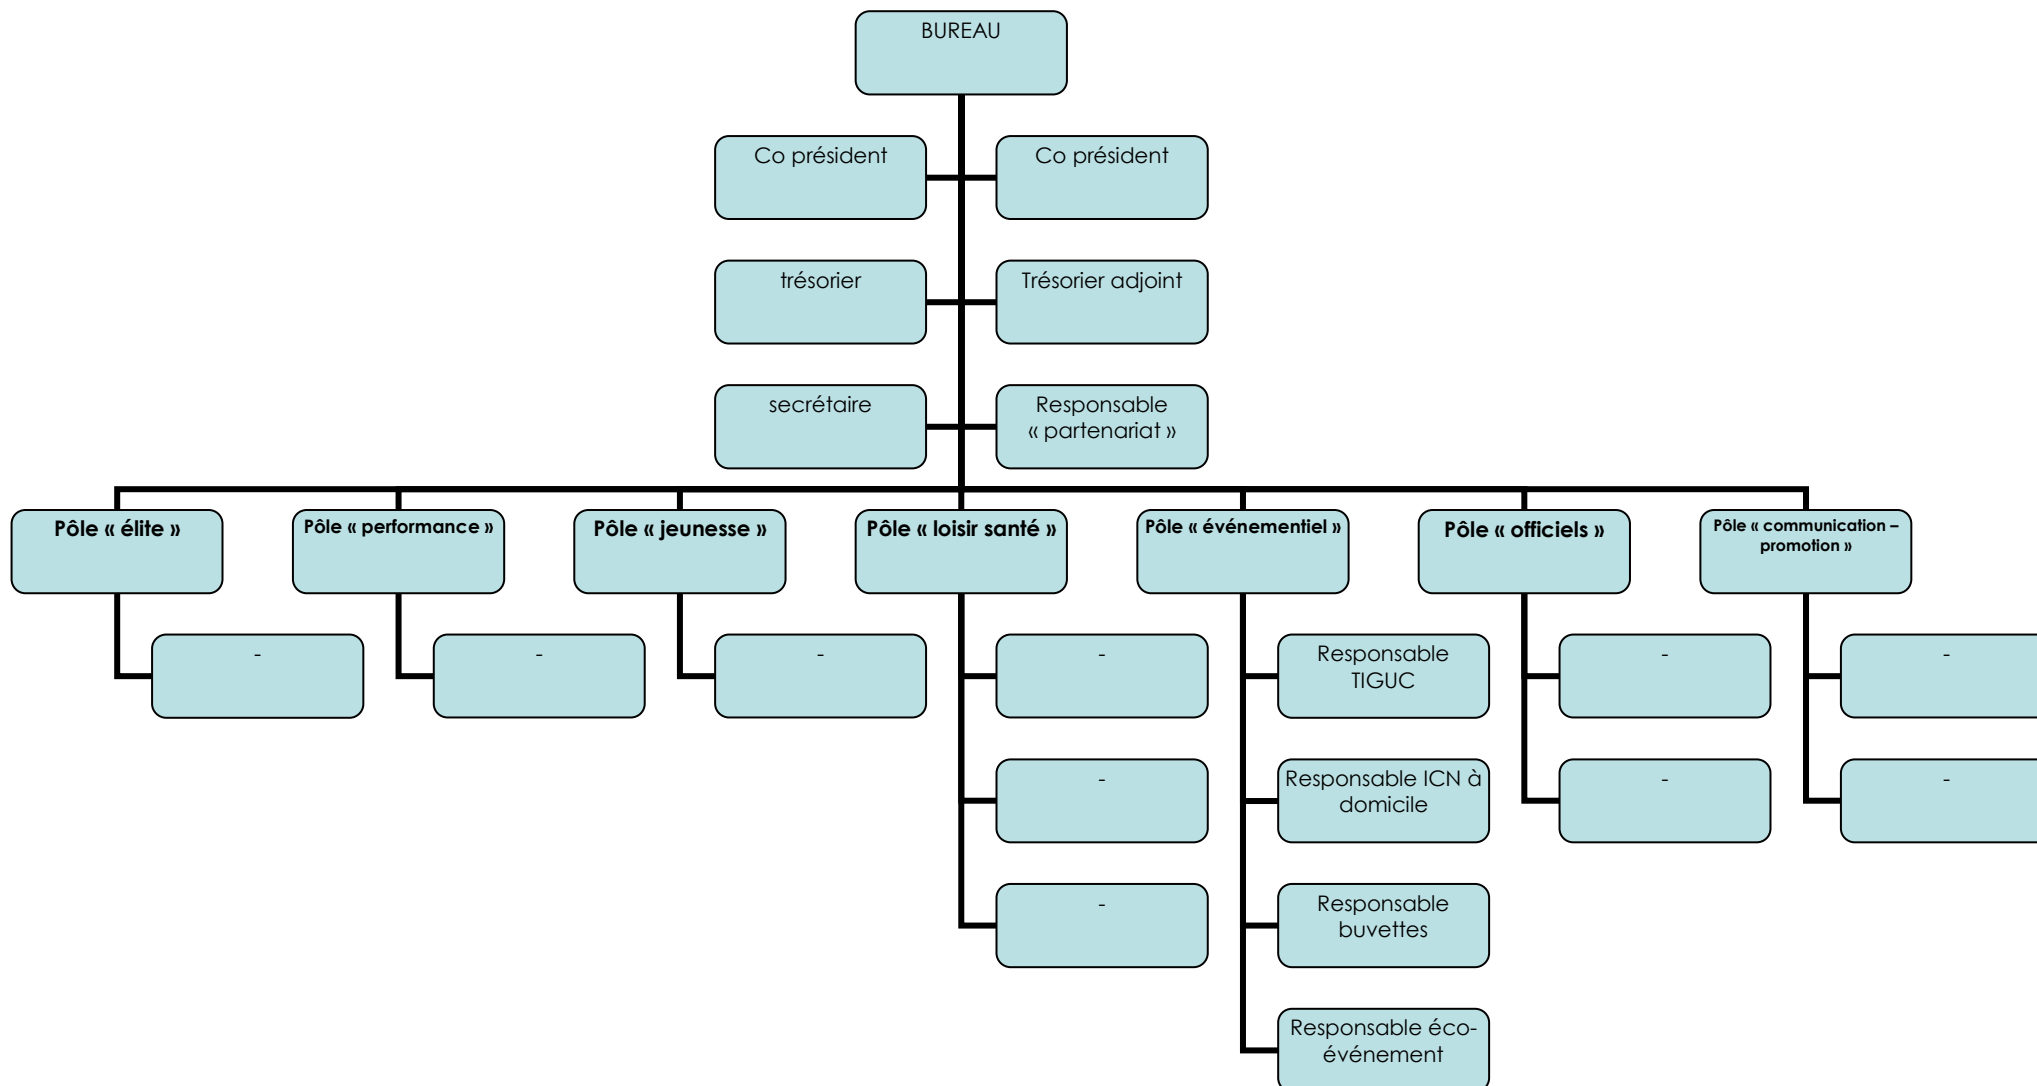 BUREAU
Co président
Co président
trésorier
Trésorier adjoint
secrétaire
Responsable
« partenariat »
Pôle « élite »
Pôle « performance »
Pôle « jeunesse »
Pôle « loisir santé »
Pôle « événementiel »
Pôle « officiels »
Pôle « communication –
promotion »
-
-
-
-
Responsable
TIGUC
-
-
-
Responsable ICN à
domicile
-
-
-
Responsable
buvettes
Responsable éco-
événement